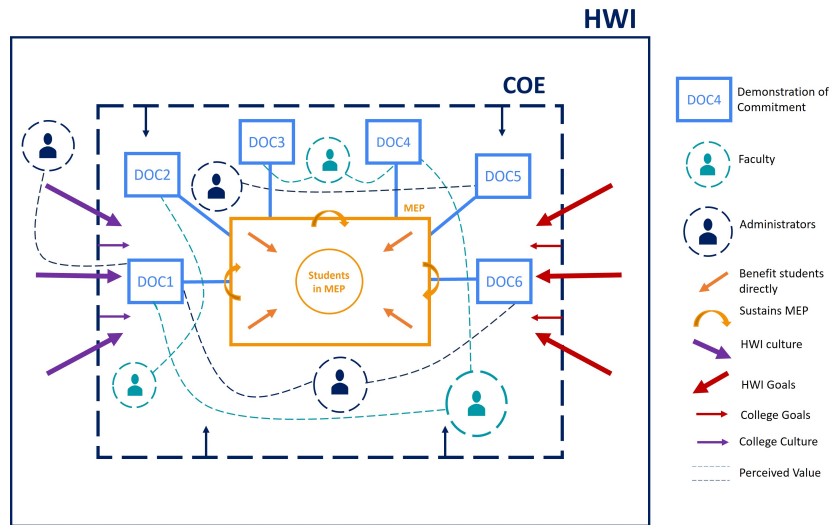 HWI
COE
DOC3
DOC4
DOC2
DOC5
MEP
Students
in MEP
DOC1
DOC6
DOC4
Demonstration of
Commitment
Faculty
Administrators
Benefit students
directly
Sustains MEP
HWI culture
HWI Goals
College Goals
College Culture
Perceived Value